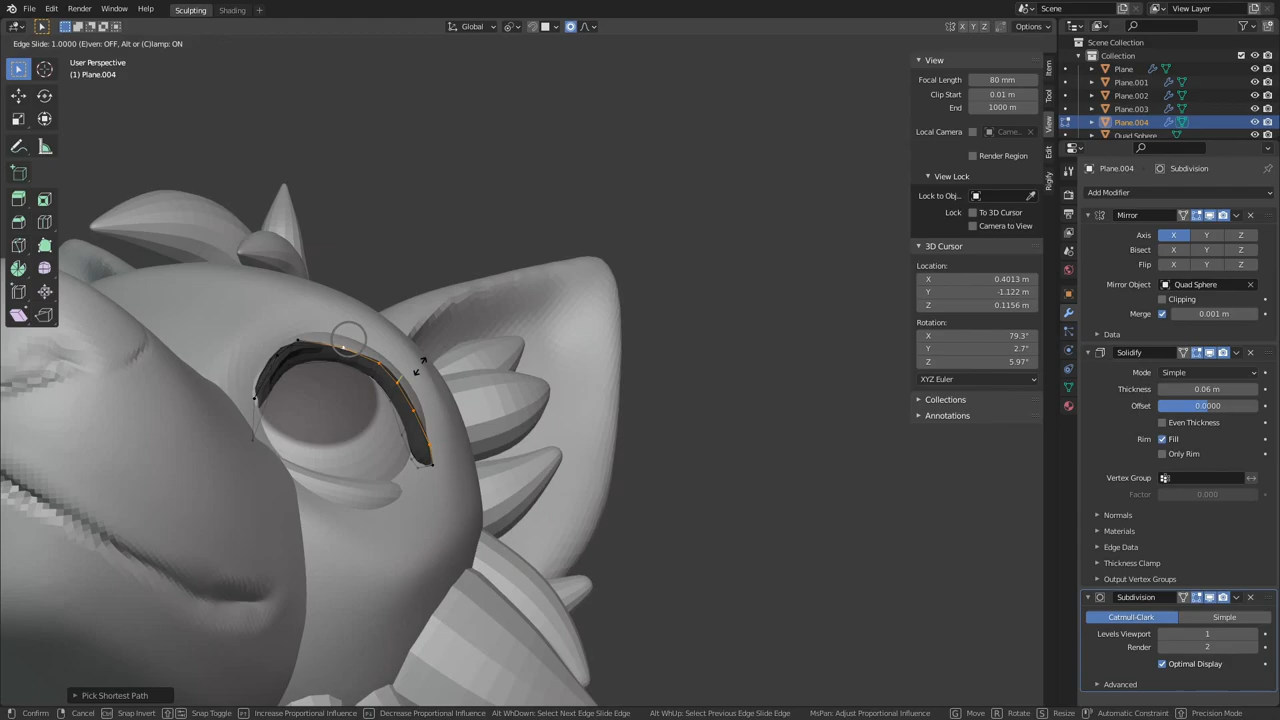 File Edit Render Window Help Sculpting Shading Scene View Layer
Global Options
Edge Slide: 1.0000 (E)ven: OFF, Alt or (C)lamp: ON
User Perspective
(1) Plane.004
X Y Z
Scene Collection
Collection
Plane
Plane.001
Plane.002
Plane.003
Plane.004
Quad Sphere
Item
Tool
View
Edit
Rigify
View
Focal Length 80 mm
Clip Start 0.01 m
End 1000 m
Local Camera Came...
Render Region
View Lock
Lock to Obj...
Lock To 3D Cursor
Camera to View
3D Cursor
Location:
X 0.4013 m
Y -1.122 m
Z 0.1156 m
Rotation:
X 79.3°
Y 2.7°
Z 5.97°
XYZ Euler
Collections
Annotations
Plane.004 Subdivision
Add Modifier
Mirror
Axis X Y Z
Bisect X Y Z
Flip X Y Z
Mirror Object Quad Sphere
Clipping
Merge 0.001 m
Data
Solidify
Mode Simple
Thickness 0.06 m
Offset 0.0000
Even Thickness
Rim Fill
Only Rim
Vertex Group
Factor 0.000
Normals
Materials
Edge Data
Thickness Clamp
Output Vertex Groups
Subdivision
Catmull-Clark Simple
Levels Viewport 1
Render 2
Optimal Display
Advanced
Pick Shortest Path
Confirm Cancel Snap Invert Snap Toggle Increase Proportional Influence Decrease Proportional Influence Alt WhDown: Select Next Edge Slide Edge Alt WhUp: Select Previous Edge Slide Edge MsPan: Adjust Proportional Influence G Move R Rotate S Resize Automatic Constraint Precision Mode